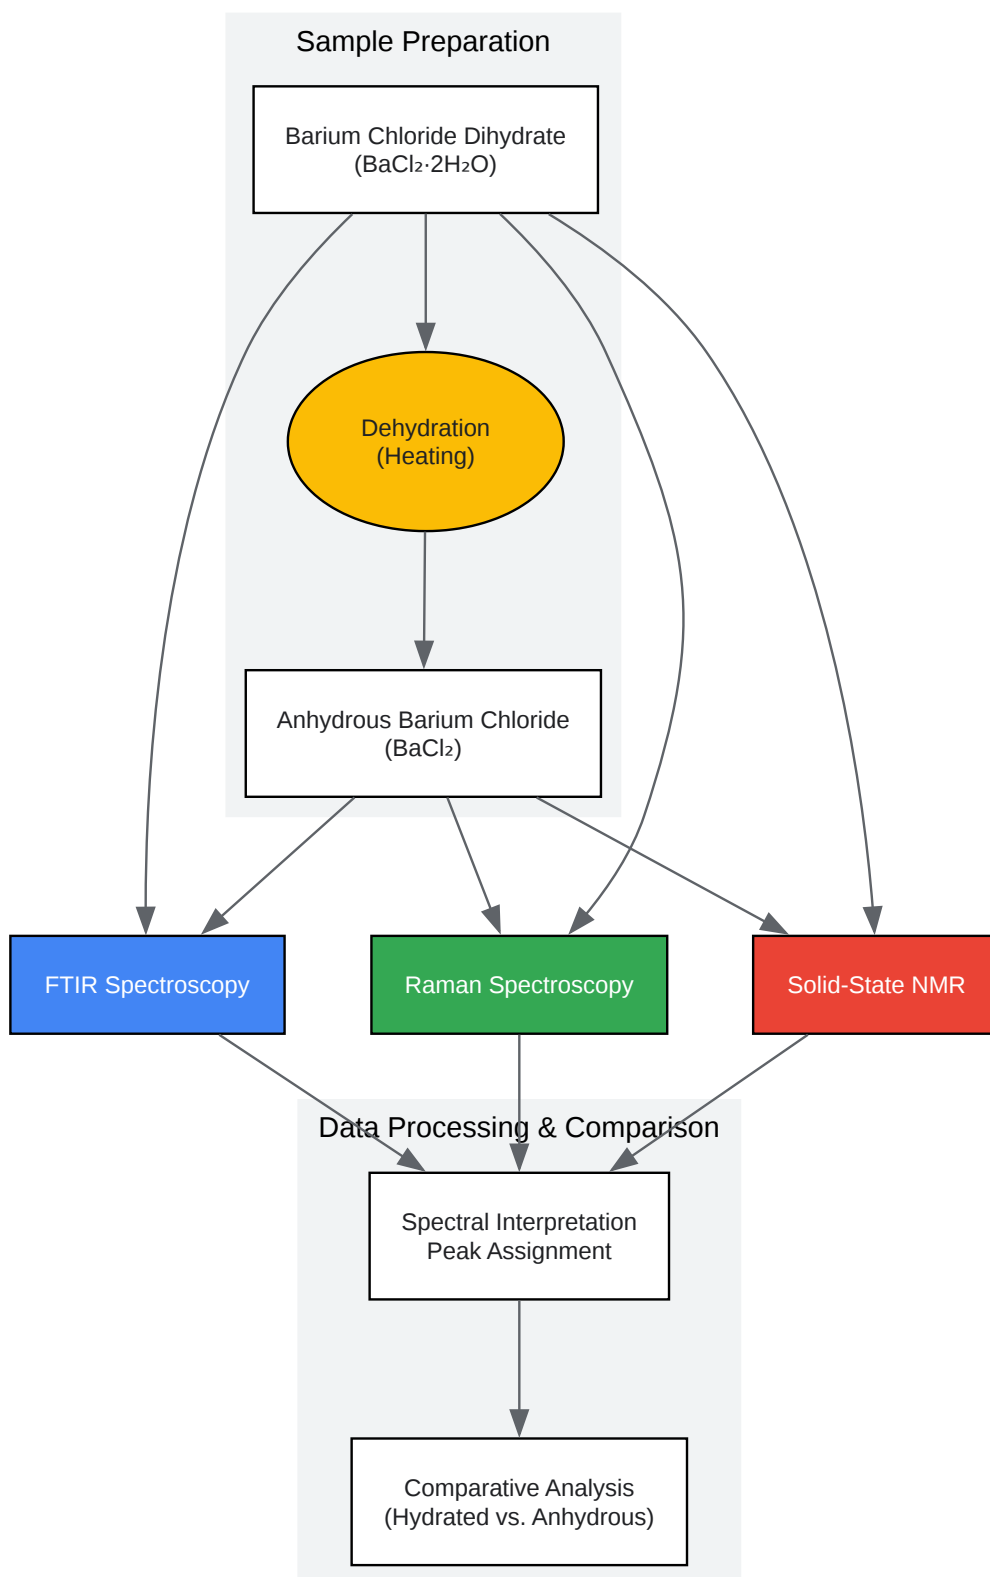 Sample Preparation
Barium Chloride Dihydrate
(BaCl₂·2H₂O)
Dehydration
(Heating)
Anhydrous Barium Chloride
(BaCl₂)
FTIR Spectroscopy
Raman Spectroscopy
Solid-State NMR
Data Processing & Comparison
Spectral Interpretation
Peak Assignment
Comparative Analysis
(Hydrated vs. Anhydrous)